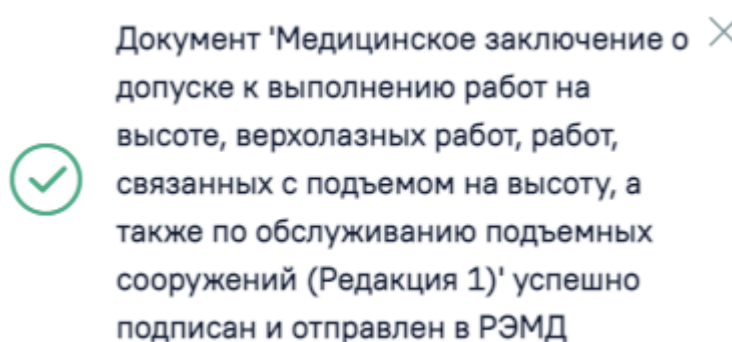 Документ 'Медицинское заключение о
допуске к выполнению работ на
высоте, верхолазных работ, работ,
связанных с подъемом на высоту, а
также по обслуживанию подъемных
сооружений (Редакция 1)' успешно
подписан и отправлен в РЭМД